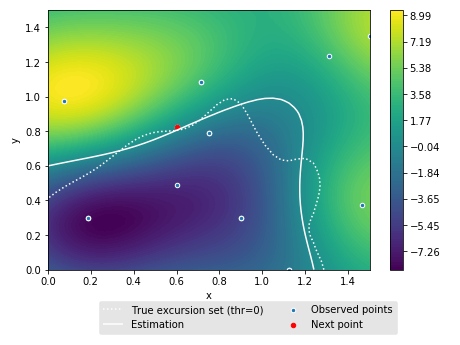 1.4
1.2
1.0
0.8
0.6
0.4
0.2
0.0
y
0.0 0.2 0.4 0.6 0.8 1.0 1.2 1.4
x
8.99
7.19
5.38
3.58
1.77
−0.04
−1.84
−3.65
−5.45
−7.26
True excursion set (thr=0)
Estimation
Observed points
Next point